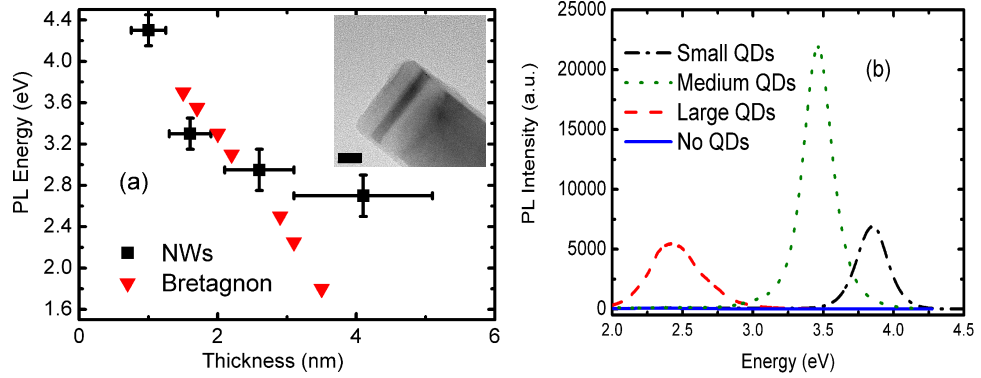 4.4
4.0
3.6
3.2
2.8
2.4
2.0
1.6
PL Energy (eV)
(a)
NWs
Bretagnon
0 2 4 6
Thickness (nm)
25000
20000
15000
10000
5000
0
PL Intensity (a.u.)
Small QDs
Medium QDs
Large QDs
No QDs
(b)
2.0 2.5 3.0 3.5 4.0 4.5
Energy (eV)